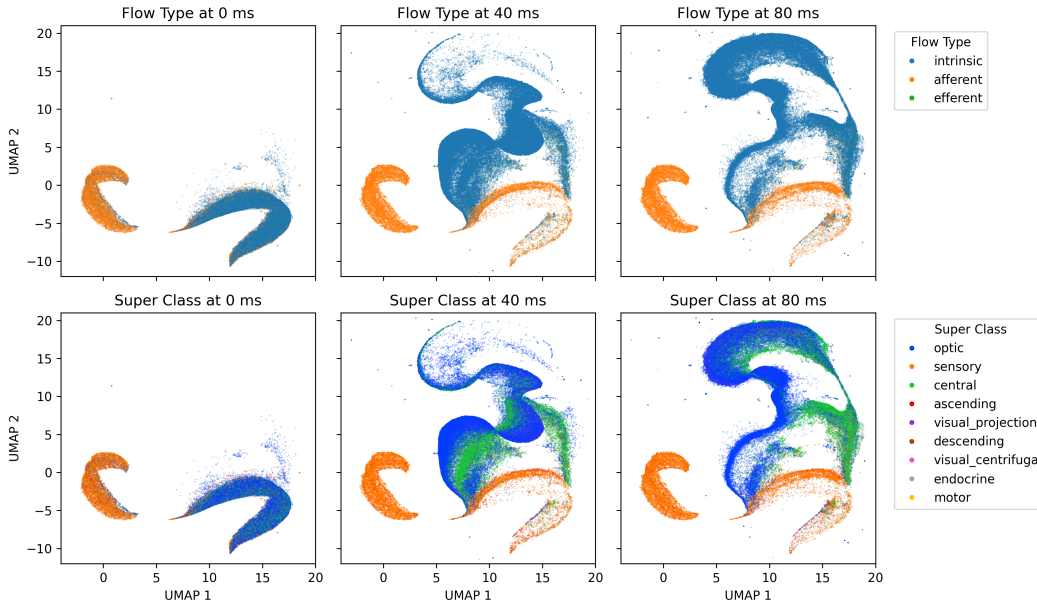 Flow Type at 0 ms
Flow Type at 40 ms
Flow Type at 80 ms
20
15
10
5
0
−5
−10
UMAP 2
Flow Type
intrinsic
afferent
efferent
Super Class at 0 ms
Super Class at 40 ms
Super Class at 80 ms
20
15
10
5
0
−5
−10
UMAP 2
0 5 10 15 20
0 5 10 15 20
0 5 10 15 20
UMAP 1
UMAP 1
UMAP 1
Super Class
optic
sensory
central
ascending
visual_projection
descending
visual_centrifuga
endocrine
motor